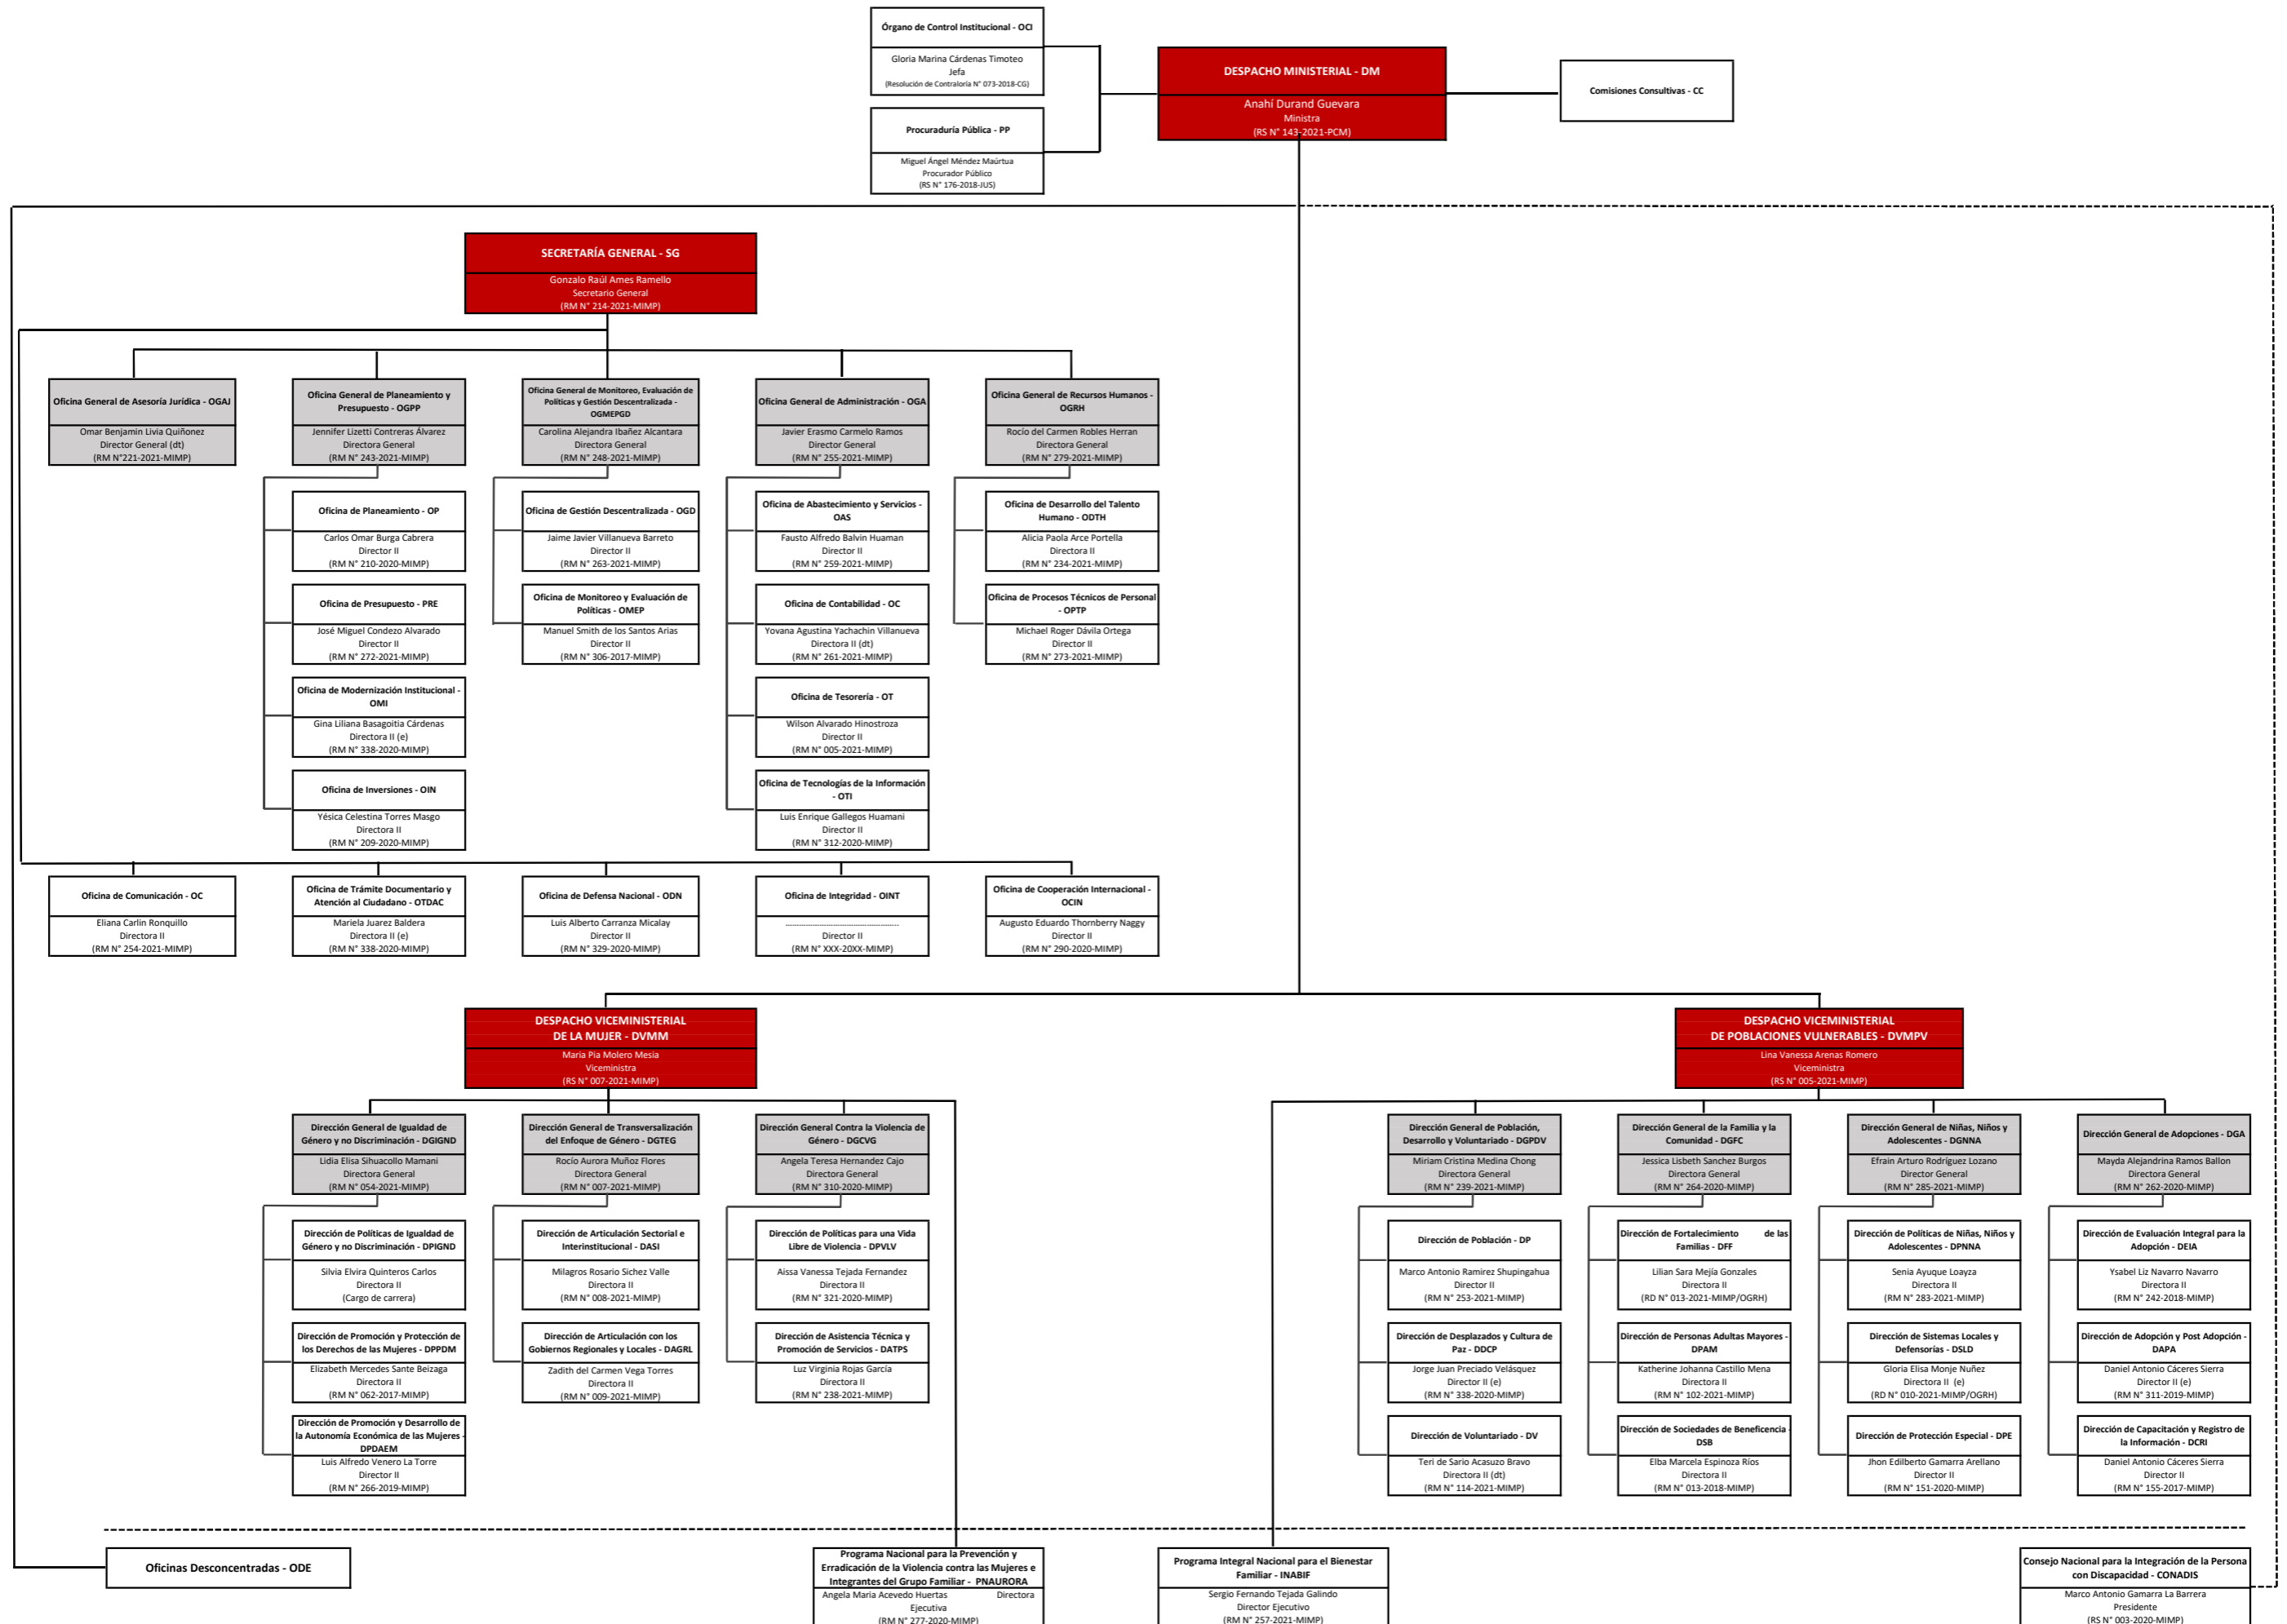 Órgano de Control Institucional - OCI
Gloria Marina Cárdenas Timoteo
Jefa
(Resolución de Contraloría N° 073-2018-CG)
DESPACHO MINISTERIAL - DM
Anahí Durand Guevara
Ministra
(RS N° 143-2021-PCM)
Comisiones Consultivas - CC
Procuraduría Pública - PP
Miguel Ángel Méndez Maúrtua
Procurador Público
(RS N° 176-2018-JUS)
SECRETARÍA GENERAL - SG
Gonzalo Raúl Ames Ramello
Secretario General
(RM N° 214-2021-MIMP)
Oficina General de Asesoría Jurídica - OGAJ
Omar Benjamin Livia Quiñonez
Director General (dt)
(RM N°221-2021-MIMP)
Oficina General de Planeamiento y
Presupuesto - OGPP
Jennifer Lizetti Contreras Álvarez
Directora General
(RM N° 243-2021-MIMP)
Oficina General de Monitoreo, Evaluación de
Políticas y Gestión Descentralizada -
OGMEPGD
Carolina Alejandra Ibañez Alcantara
Directora General
(RM N° 248-2021-MIMP)
Oficina General de Administración - OGA
Javier Erasmo Carmelo Ramos
Director General
(RM N° 255-2021-MIMP)
Oficina General de Recursos Humanos -
OGRH
Rocío del Carmen Robles Herran
Directora General
(RM N° 279-2021-MIMP)
Oficina de Planeamiento - OP
Carlos Omar Burga Cabrera
Director II
(RM N° 210-2020-MIMP)
Oficina de Gestión Descentralizada - OGD
Jaime Javier Villanueva Barreto
Director II
(RM N° 263-2021-MIMP)
Oficina de Abastecimiento y Servicios -
OAS
Fausto Alfredo Balvin Huaman
Director II
(RM N° 259-2021-MIMP)
Oficina de Desarrollo del Talento
Humano - ODTH
Alicia Paola Arce Portella
Directora II
(RM N° 234-2021-MIMP)
Oficina de Presupuesto - PRE
José Miguel Condezo Alvarado
Director II
(RM N° 272-2021-MIMP)
Oficina de Monitoreo y Evaluación de
Políticas - OMEP
Manuel Smith de los Santos Arias
Director II
(RM N° 306-2017-MIMP)
Oficina de Contabilidad - OC
Yovana Agustina Yachachin Villanueva
Directora II (dt)
(RM N° 261-2021-MIMP)
Oficina de Procesos Técnicos de Personal
- OPTP
Michael Roger Dávila Ortega
Director II
(RM N° 273-2021-MIMP)
Oficina de Modernización Institucional -
OMI
Gina Liliana Basagoitia Cárdenas
Directora II (e)
(RM N° 338-2020-MIMP)
Oficina de Tesorería - OT
Wilson Alvarado Hinostroza
Director II
(RM N° 005-2021-MIMP)
Oficina de Inversiones - OIN
Yésica Celestina Torres Masgo
Directora II
(RM N° 209-2020-MIMP)
Oficina de Tecnologías de la Información
- OTI
Luis Enrique Gallegos Huamani
Director II
(RM N° 312-2020-MIMP)
Oficina de Comunicación - OC
Eliana Carlin Ronquillo
Directora II
(RM N° 254-2021-MIMP)
Oficina de Trámite Documentario y
Atención al Ciudadano - OTDAC
Mariela Juarez Baldera
Directora II (e)
(RM N° 338-2020-MIMP)
Oficina de Defensa Nacional - ODN
Luis Alberto Carranza Micalay
Director II
(RM N° 329-2020-MIMP)
Oficina de Integridad - OINT
..................................................
Director II
(RM N° XXX-20XX-MIMP)
Oficina de Cooperación Internacional -
OCIN
Augusto Eduardo Thornberry Naggy
Director II
(RM N° 290-2020-MIMP)
DESPACHO VICEMINISTERIAL
DE LA MUJER - DVMM
Maria Pia Molero Mesia
Viceministra
(RS N° 007-2021-MIMP)
DESPACHO VICEMINISTERIAL
DE POBLACIONES VULNERABLES - DVMPV
Lina Vanessa Arenas Romero
Viceministra
(RS N° 005-2021-MIMP)
Dirección General de Igualdad de
Género y no Discriminación - DGIGND
Lidia Elisa Sihuacollo Mamani
Directora General
(RM N° 054-2021-MIMP)
Dirección General de Transversalización
del Enfoque de Género - DGTEG
Rocío Aurora Muñoz Flores
Directora General
(RM N° 007-2021-MIMP)
Dirección General Contra la Violencia de
Género - DGCVG
Angela Teresa Hernandez Cajo
Directora General
(RM N° 310-2020-MIMP)
Dirección General de Población,
Desarrollo y Voluntariado - DGPDV
Miriam Cristina Medina Chong
Directora General
(RM N° 239-2021-MIMP)
Dirección General de la Familia y la
Comunidad - DGFC
Jessica Lisbeth Sanchez Burgos
Directora General
(RM N° 264-2020-MIMP)
Dirección General de Niñas, Niños y
Adolescentes - DGNNA
Efrain Arturo Rodríguez Lozano
Director General
(RM N° 285-2021-MIMP)
Dirección General de Adopciones - DGA
Mayda Alejandrina Ramos Ballon
Directora General
(RM N° 262-2020-MIMP)
Dirección de Políticas de Igualdad de
Género y no Discriminación - DPIGND
Silvia Elvira Quinteros Carlos
Directora II
(Cargo de carrera)
Dirección de Articulación Sectorial e
Interinstitucional - DASI
Milagros Rosario Sichez Valle
Directora II
(RM N° 008-2021-MIMP)
Dirección de Políticas para una Vida
Libre de Violencia - DPVLV
Aissa Vanessa Tejada Fernandez
Directora II
(RM N° 321-2020-MIMP)
Dirección de Población - DP
Marco Antonio Ramirez Shupingahua
Director II
(RM N° 253-2021-MIMP)
Dirección de Fortalecimiento de las
Familias - DFF
Lilian Sara Mejía Gonzales
Directora II
(RD N° 013-2021-MIMP/OGRH)
Dirección de Políticas de Niñas, Niños y
Adolescentes - DPNNA
Senia Ayuque Loayza
Directora II
(RM N° 283-2021-MIMP)
Dirección de Evaluación Integral para la
Adopción - DEIA
Ysabel Liz Navarro Navarro
Directora II
(RM N° 242-2018-MIMP)
Dirección de Promoción y Protección de
los Derechos de las Mujeres - DPPDM
Elizabeth Mercedes Sante Beizaga
Directora II
(RM N° 062-2017-MIMP)
Dirección de Articulación con los
Gobiernos Regionales y Locales - DAGRL
Zadith del Carmen Vega Torres
Directora II
(RM N° 009-2021-MIMP)
Dirección de Asistencia Técnica y
Promoción de Servicios - DATPS
Luz Virginia Rojas García
Directora II
(RM N° 238-2021-MIMP)
Dirección de Desplazados y Cultura de
Paz - DDCP
Jorge Juan Preciado Velásquez
Director II (e)
(RM N° 338-2020-MIMP)
Dirección de Personas Adultas Mayores -
DPAM
Katherine Johanna Castillo Mena
Directora II
(RM N° 102-2021-MIMP)
Dirección de Sistemas Locales y
Defensorías - DSLD
Gloria Elisa Monje Nuñez
Directora II (e)
(RD N° 010-2021-MIMP/OGRH)
Dirección de Adopción y Post Adopción -
DAPA
Daniel Antonio Cáceres Sierra
Director II (e)
(RM N° 311-2019-MIMP)
Dirección de Promoción y Desarrollo de
la Autonomía Económica de las Mujeres -
DPDAEM
Luis Alfredo Venero La Torre
Director II
(RM N° 266-2019-MIMP)
Dirección de Voluntariado - DV
Teri de Sario Acasuzo Bravo
Directora II (dt)
(RM N° 114-2021-MIMP)
Dirección de Sociedades de Beneficencia -
DSB
Elba Marcela Espinoza Ríos
Directora II
(RM N° 013-2018-MIMP)
Dirección de Protección Especial - DPE
Jhon Edilberto Gamarra Arellano
Director II
(RM N° 151-2020-MIMP)
Dirección de Capacitación y Registro de
la Información - DCRI
Daniel Antonio Cáceres Sierra
Director II
(RM N° 155-2017-MIMP)
Oficinas Desconcentradas - ODE
Programa Nacional para la Prevención y
Erradicación de la Violencia contra las Mujeres e
Integrantes del Grupo Familiar - PNAURORA
Angela Maria Acevedo Huertas Directora
Ejecutiva
(RM N° 277-2020-MIMP)
Programa Integral Nacional para el Bienestar
Familiar - INABIF
Sergio Fernando Tejada Galindo
Director Ejecutivo
(RM N° 257-2021-MIMP)
Consejo Nacional para la Integración de la Persona
con Discapacidad - CONADIS
Marco Antonio Gamarra La Barrera
Presidente
(RS N° 003-2020-MIMP)